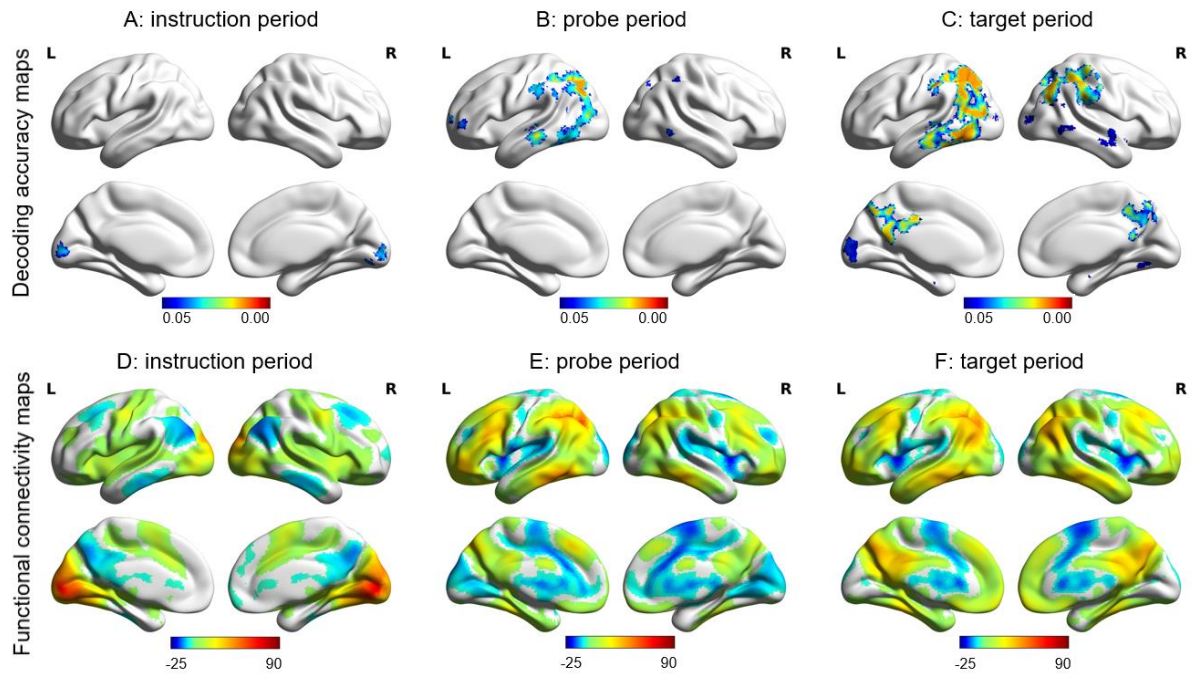 A: instruction period
B: probe period
C: target period
Decoding accuracy maps
L R
L R
L R
0.05 0.00
0.05 0.00
0.05 0.00
D: instruction period
E: probe period
F: target period
Functional connectivity maps
L R
L R
L R
-25 90
-25 90
-25 90